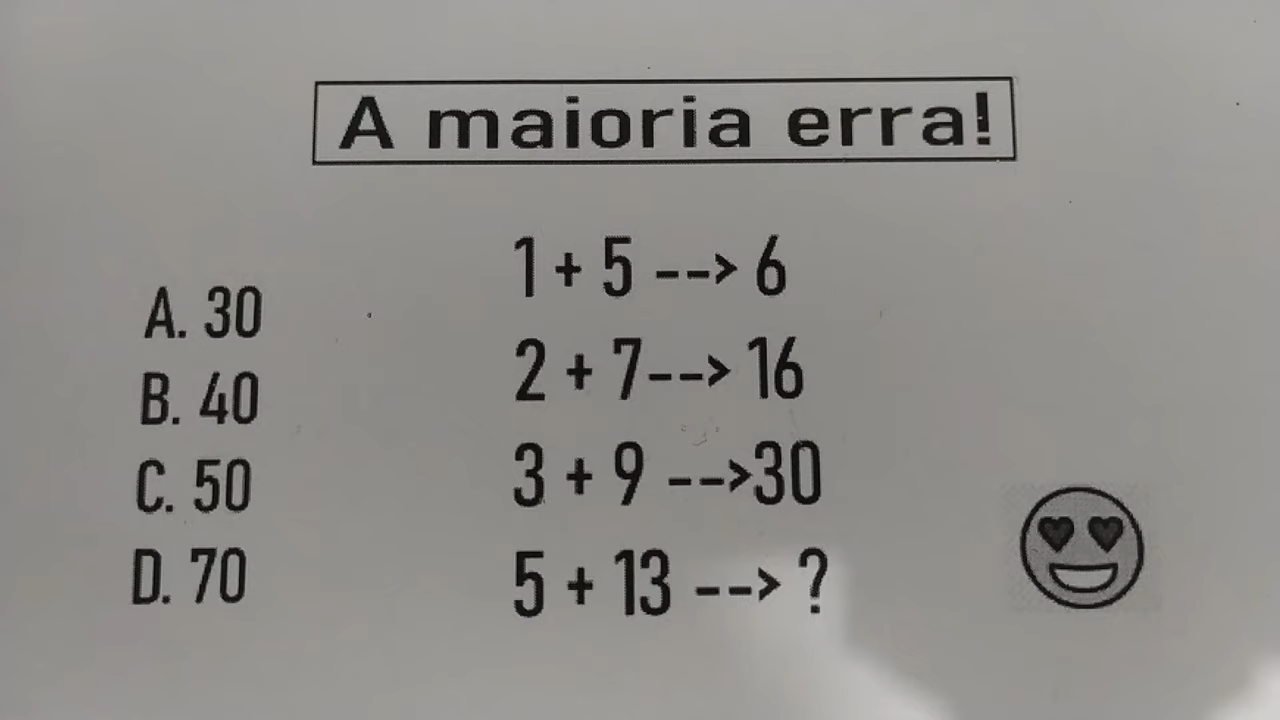 A maioria erra!
1 + 5 --> 6
2 + 7--> 16
3 + 9 -->30
5 + 13 --> ?
A. 30
B. 40
C. 50
D. 70